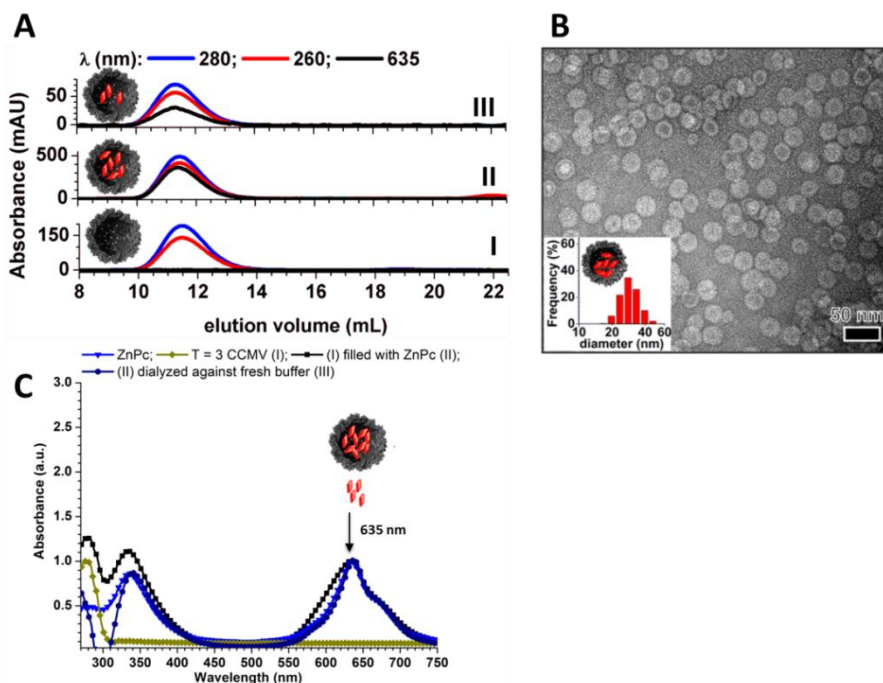 A
λ (nm): 280; 260; 635
50
0
III
500
0
II
150
0
I
Absorbance (mAU)
8 10 12 14 16 18 20 22
elution volume (mL)
B
60
40
20
0
Frequency (%)
10 20 30 40 50 60
diameter (nm)
50 nm
ZnPc; T = 3 CCMV (I); (I) filled with ZnPc (II);
(II) dialyzed against fresh buffer (III)
C
3.0
2.5
2.0
1.5
1.0
0.5
Absorbance (a.u.)
635 nm
300 350 400 450 500 550 600 650 700 750
Wavelength (nm)